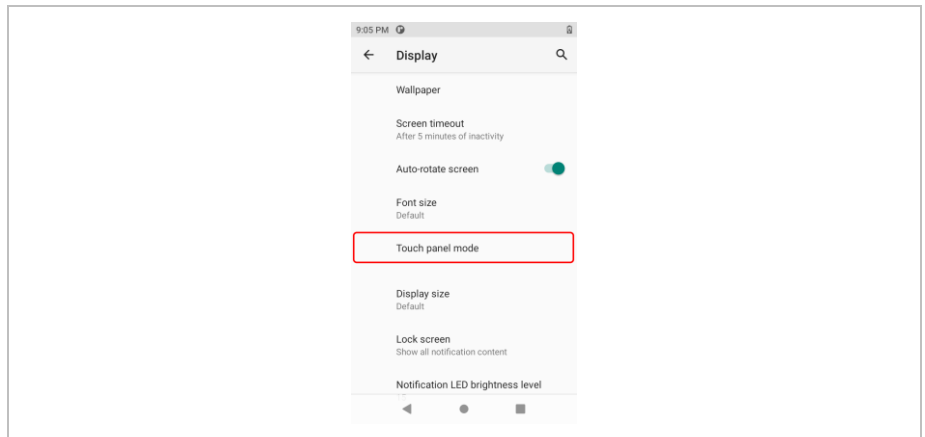 9:05 PM
Display
Wallpaper
Screen timeout
After 5 minutes of inactivity
Auto-rotate screen
Font size
Default
Touch panel mode
Display size
Default
Lock screen
Show all notification content
Notification LED brightness level